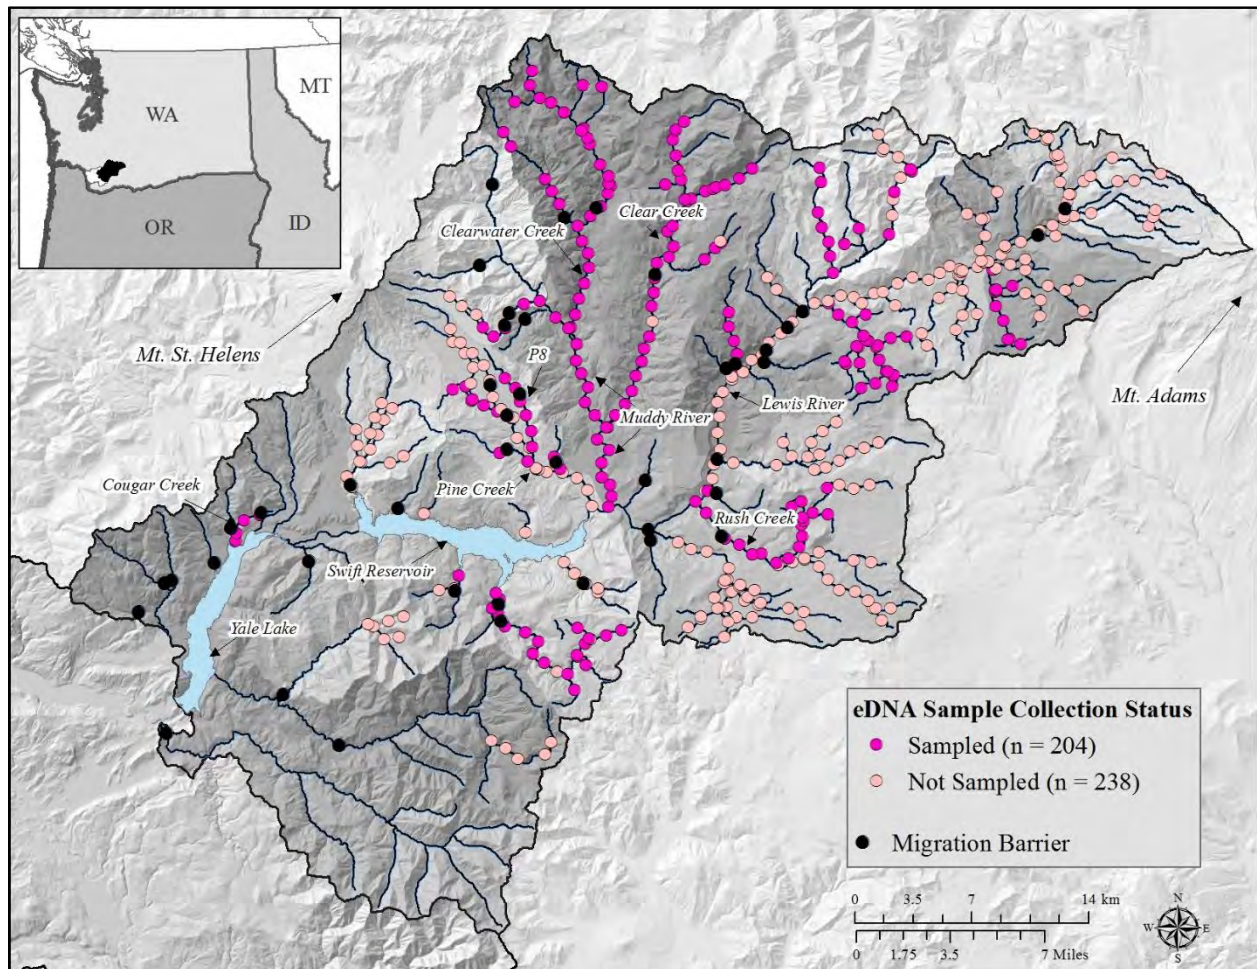 WA
MT
OR
ID
Clear Creek
Clearwater Creek
Mt. St. Helens
P8
Mt. Adams
Lewis River
Muddy River
Cougar Creek
Pine Creek
Rush Creek
Swift Reservoir
Yale Lake
eDNA Sample Collection Status
Sampled (n = 204)
Not Sampled (n = 238)
Migration Barrier
0 3.5 7 14 km
0 1.75 3.5 7 Miles
N
W E
S